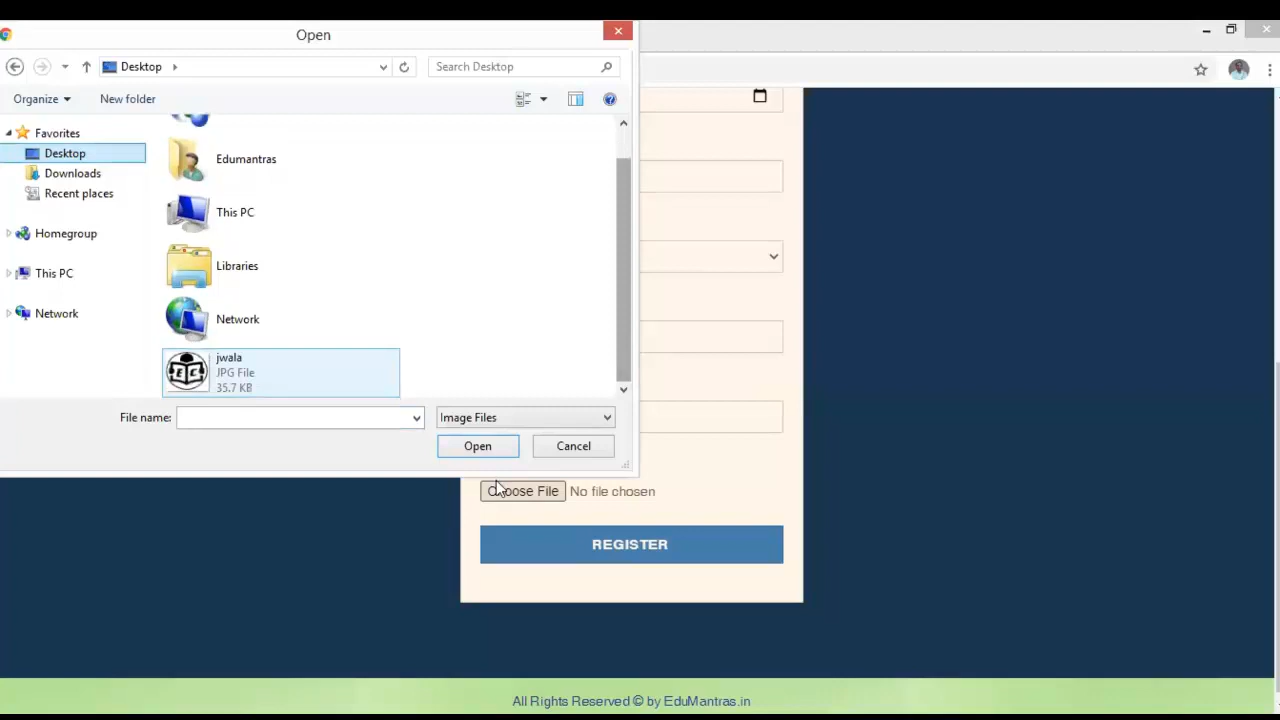 Open
Desktop
Search Desktop
Organize
New folder
Favorites
Desktop
Downloads
Recent places
Homegroup
This PC
Network
Edumantras
This PC
Libraries
Network
jwala
JPG File
35.7 KB
File name:
Image Files
Open
Cancel
Choose File No file chosen
REGISTER
All Rights Reserved © by EduMantras.in